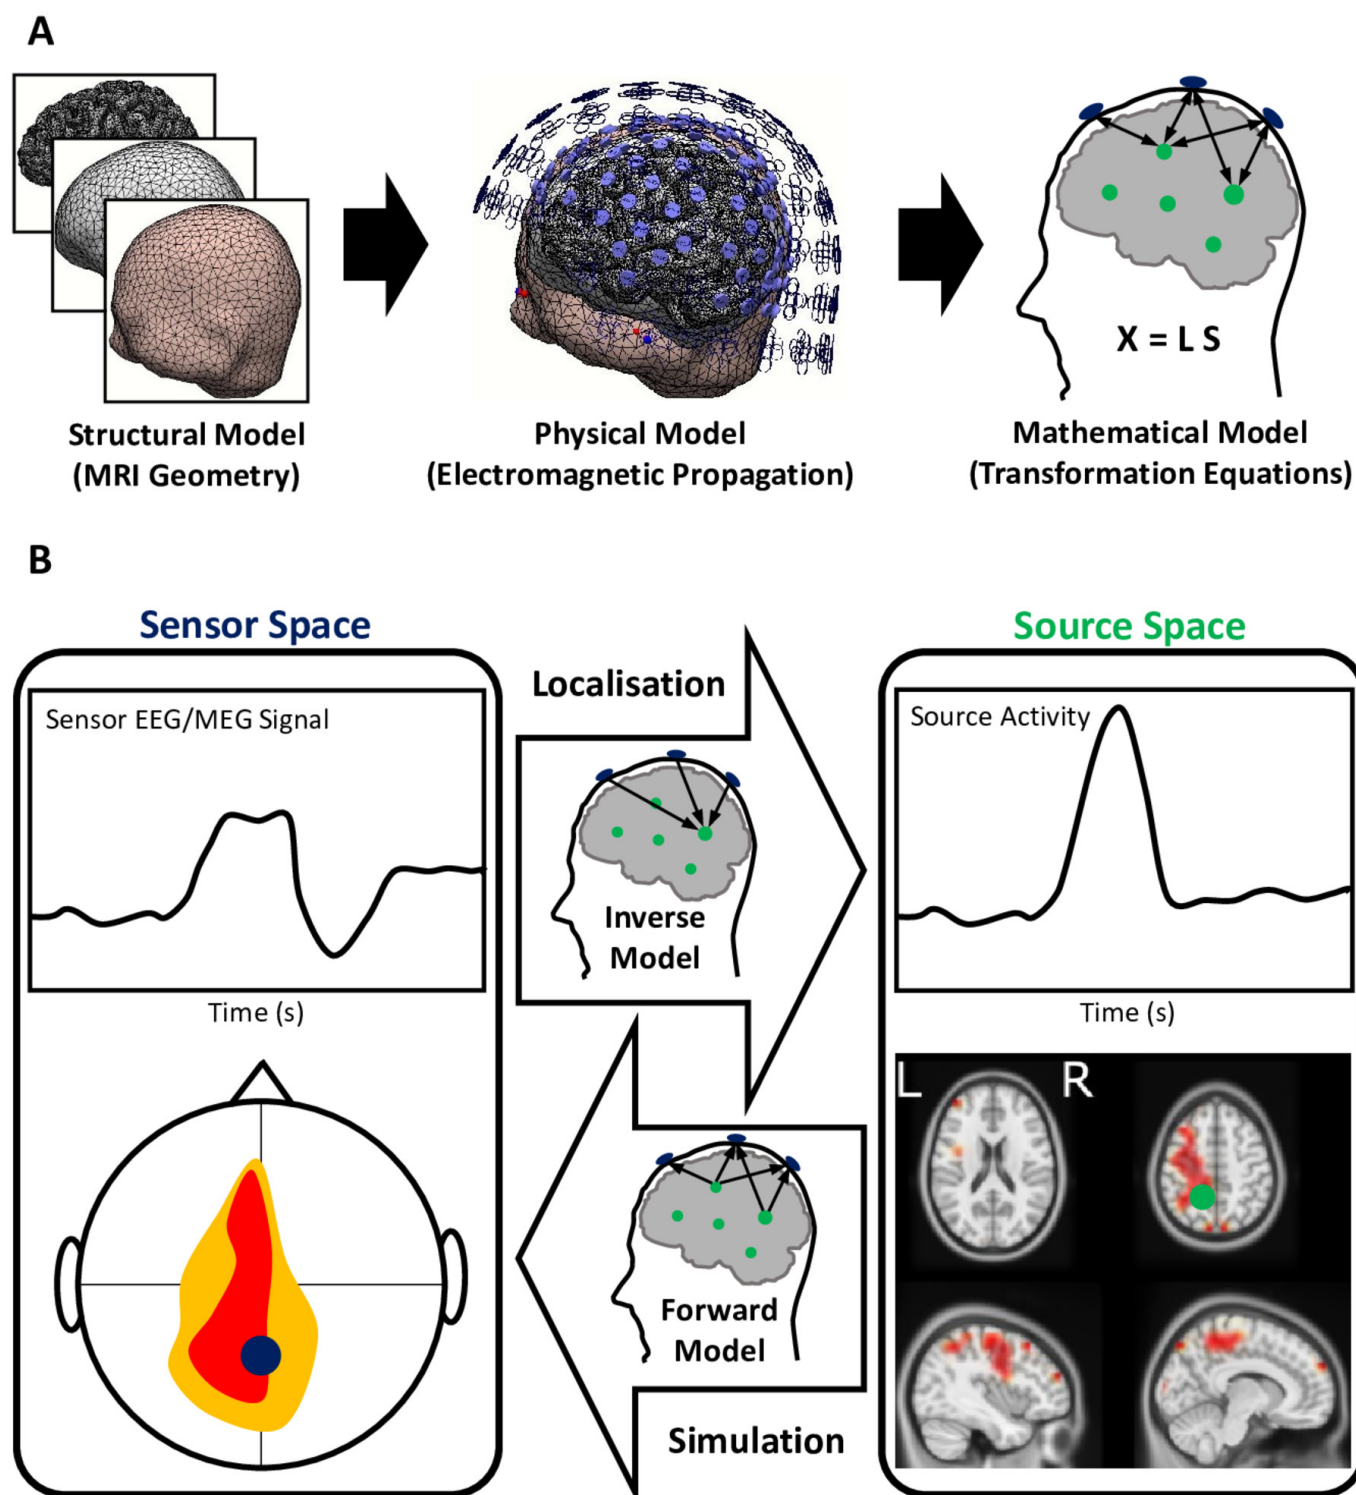 A
X = L S
Structural Model
(MRI Geometry)
Physical Model
(Electromagnetic Propagation)
Mathematical Model
(Transformation Equations)
B
Sensor Space
Source Space
Localisation
Sensor EEG/MEG Signal
Source Activity
Inverse
Model
Time (s)
Time (s)
L
R
Forward
Model
Simulation